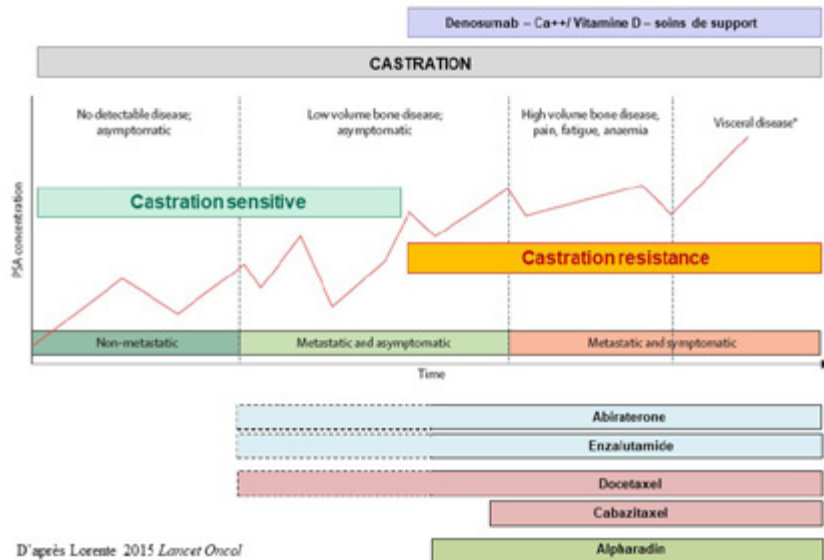 Denosumab – Ca++/ Vitamine D – soins de support
CASTRATION
No detectable disease;
asymptomatic
Low volume bone disease;
asymptomatic
High volume bone disease,
pain, fatigue, anaemia
Visceral disease*
Castration sensitive
PSA concentration
Castration resistance
Non-metastatic
Metastatic and asymptomatic
Metastatic and symptomatic
Time
Abiraterone
Enzalutamide
Docetaxel
Cabazitaxel
Alpharadin
D'après Lorente 2015 Lancet Oncol